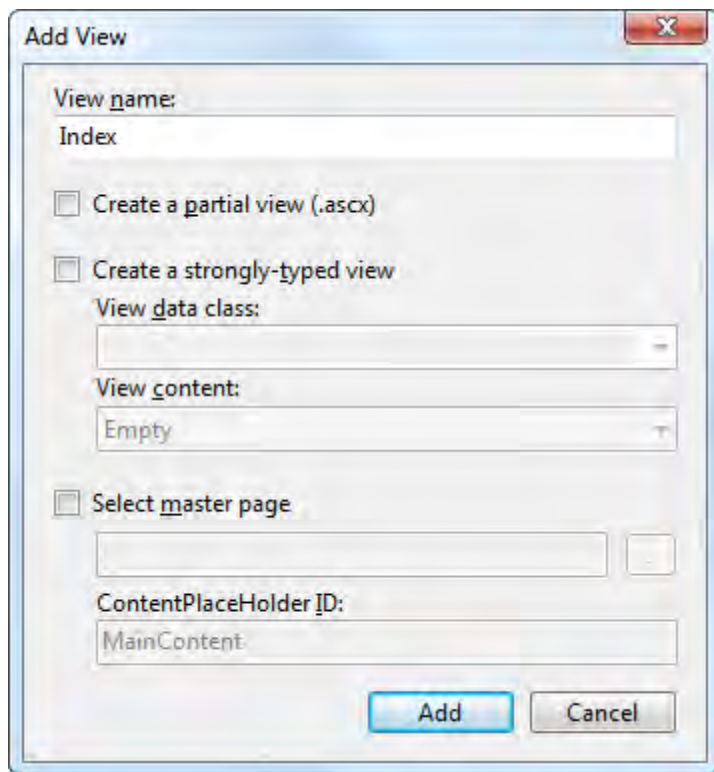 Add View
View name:
Index
Create a partial view (.ascx)
Create a strongly-typed view
View data class:
View content:
Empty
Select master page
ContentPlaceHolder ID:
MainContent
Add Cancel